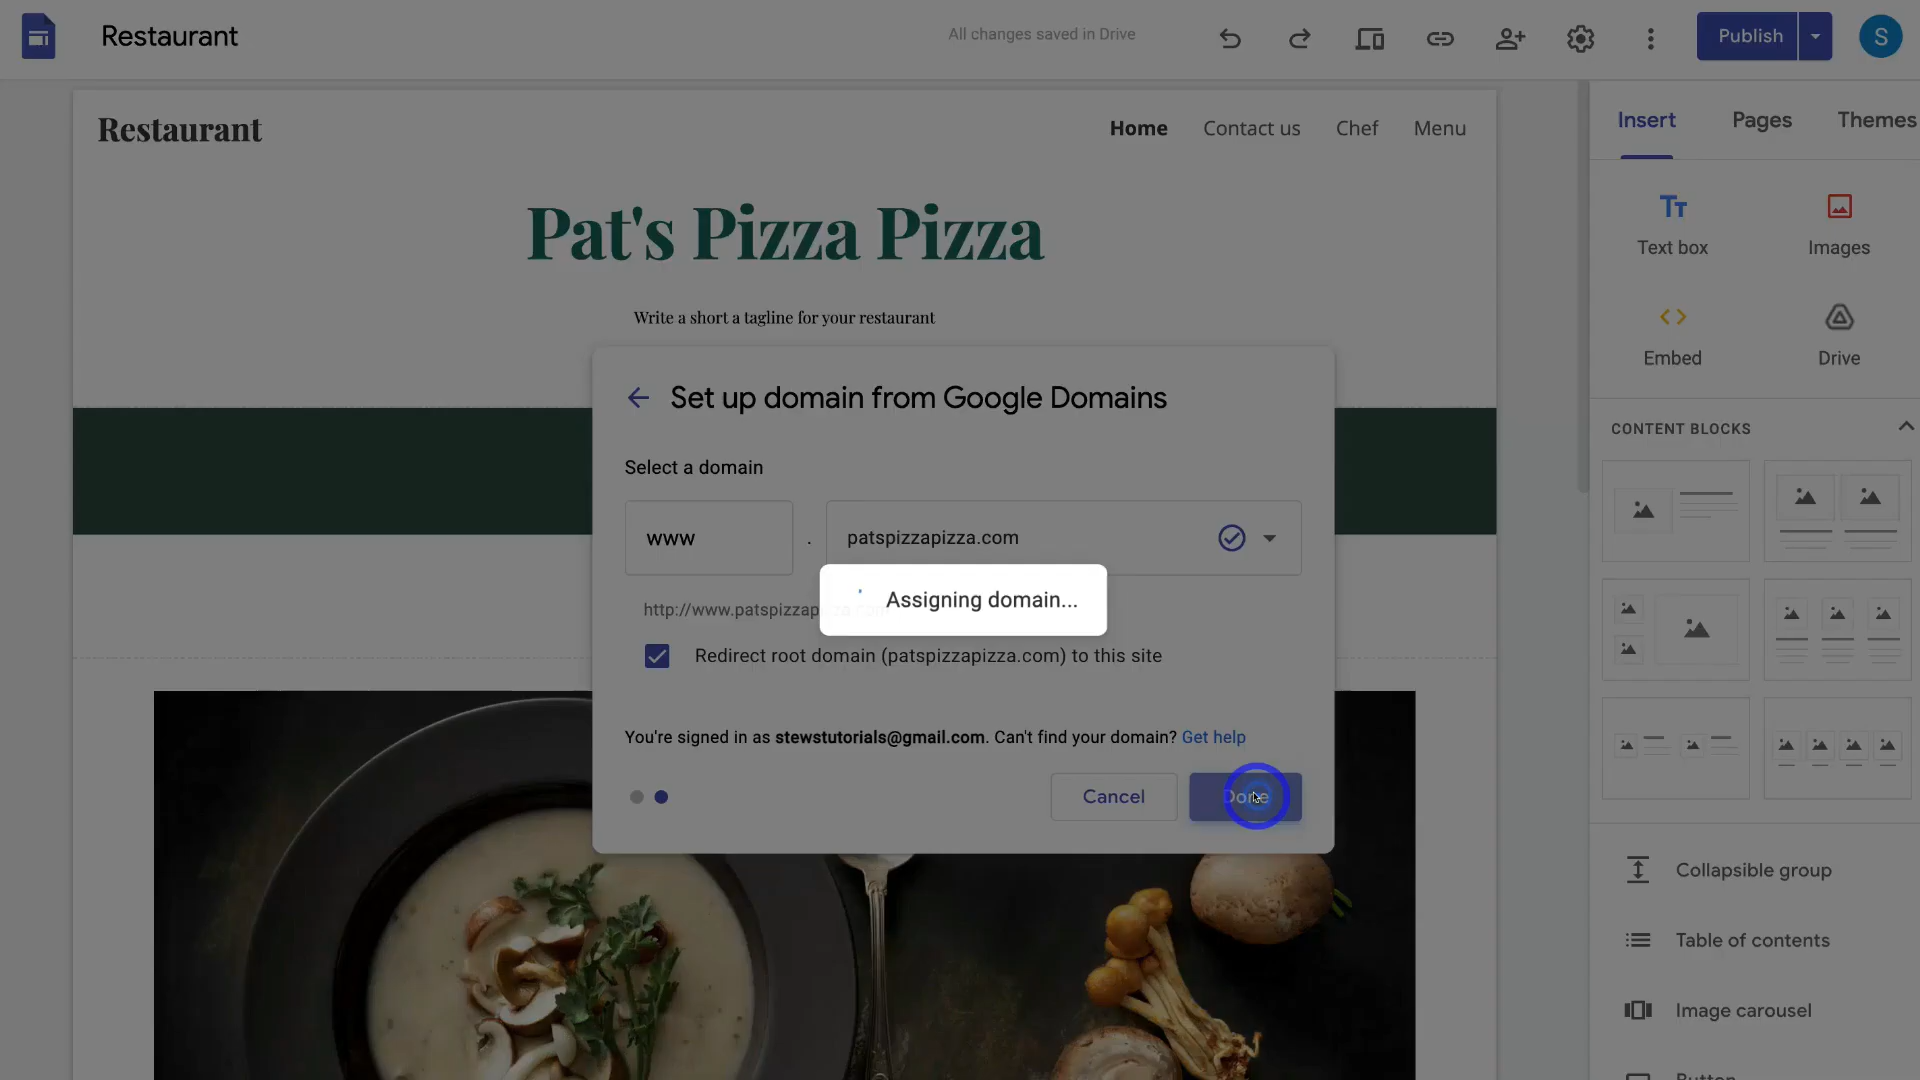 Restaurant
All changes saved in Drive
Publish
S
Restaurant
Home
Contact us
Chef
Menu
Insert
Pages
Themes
Pat's Pizza Pizza
Write a short a tagline for your restaurant
Text box
Images
Embed
Drive
CONTENT BLOCKS
Set up domain from Google Domains
Select a domain
www
.
patspizzapizza.com
Assigning domain...
Redirect root domain (patspizzapizza.com) to this site
You're signed in as stewstutorials@gmail.com. Can't find your domain? Get help
Cancel
Done
Collapsible group
Table of contents
Image carousel